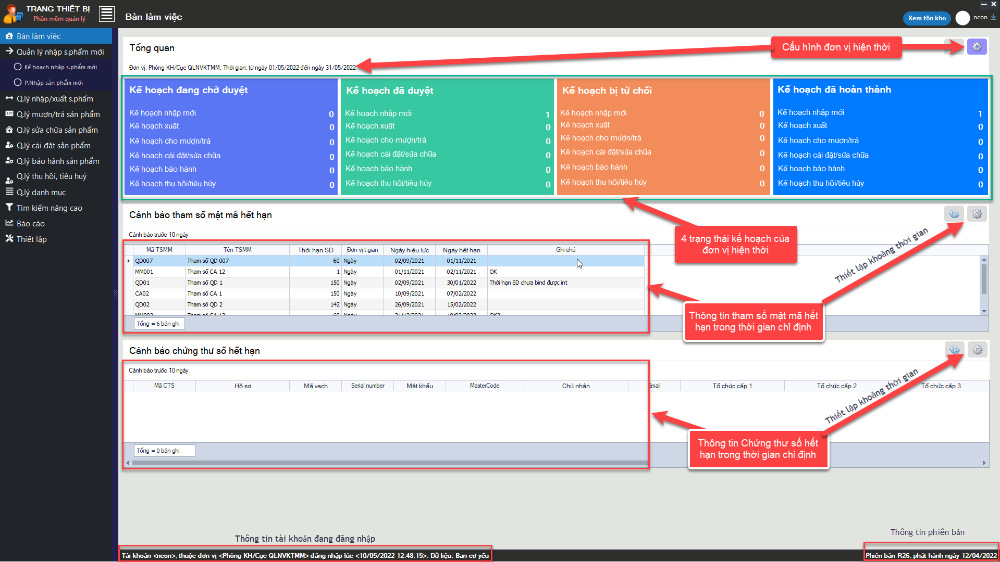 TRANG THIẾT BỊ
Phần mềm quản lý
Bàn làm việc
Xem tồn kho
ncon
Bàn làm việc
Quản lý nhập s.phẩm mới
Kế hoạch nhập s.phẩm mới
P.Nhập sản phẩm mới
Q.lý nhập/xuất s.phẩm
Q.lý mượn/trả sản phẩm
Q.lý sửa chữa sản phẩm
Q.lý cài đặt sản phẩm
Q.lý bảo hành sản phẩm
Q.lý thu hồi, tiêu huỷ
Q.lý danh mục
Tìm kiếm nâng cao
Báo cáo
Thiết lập
Tổng quan
Cấu hình đơn vị hiện thời
Đơn vị: Phòng KH/Cục QLNVKTMM; Thời gian: từ ngày 01/05/2022 đến ngày 31/05/2022
Kế hoạch đang chờ duyệt
Kế hoạch nhập mới 0
Kế hoạch xuất 0
Kế hoạch cho mượn/trả 0
Kế hoạch cài đặt/sửa chữa 0
Kế hoạch bảo hành 0
Kế hoạch thu hồi/tiêu hủy 0
Kế hoạch đã duyệt
Kế hoạch nhập mới 1
Kế hoạch xuất 0
Kế hoạch cho mượn/trả 0
Kế hoạch cài đặt/sửa chữa 0
Kế hoạch bảo hành 0
Kế hoạch thu hồi/tiêu hủy 0
Kế hoạch bị từ chối
Kế hoạch nhập mới 0
Kế hoạch xuất 0
Kế hoạch cho mượn/trả 0
Kế hoạch cài đặt/sửa chữa 0
Kế hoạch bảo hành 0
Kế hoạch thu hồi/tiêu hủy 0
Kế hoạch đã hoàn thành
Kế hoạch nhập mới 1
Kế hoạch xuất 0
Kế hoạch cho mượn/trả 0
Kế hoạch cài đặt/sửa chữa 0
Kế hoạch bảo hành 0
Kế hoạch thu hồi/tiêu hủy 0
4 trạng thái kế hoạch của
đơn vị hiện thời
Cảnh báo tham số mật mã hết hạn
Cảnh báo trước 10 ngày
Mã TSMM Tên TSMM Thời hạn SD Đơn vị t.gian Ngày hiệu lực Ngày hết hạn Ghi chú
QD007 Tham số QD 007 60 Ngày 02/09/2021 01/11/2021
MM001 Tham số CA 12 1 Ngày 01/11/2021 02/11/2021 OK
QD01 Tham số QD 1 150 Ngày 02/09/2021 30/01/2022 Thời hạn SD chưa bind được int
CA02 Tham số CA 1 150 Ngày 10/09/2021 07/02/2022
QD02 Tham số QD 2 142 Ngày 26/09/2021 15/02/2022
MM002 Tham số CA 13 60 Ngày 21/12/2021 19/02/2022 OK2
Tổng = 6 bản ghi
Thiết lập khoảng thời gian
Thông tin tham số mật mã hết
hạn trong thời gian chỉ định
Cảnh báo chứng thư số hết hạn
Cảnh báo trước 10 ngày
Mã CTS Hồ sơ Mã vạch Serial number Mật khẩu MasterCode Chủ nhân Email Tổ chức cấp 1 Tổ chức cấp 2 Tổ chức cấp 3
Thiết lập khoảng thời gian
Thông tin Chứng thư số hết
hạn trong thời gian chỉ định
Tổng = 0 bản ghi
Thông tin tài khoản đang đăng nhập
Thông tin phiên bản
Tài khoản <ncon>, thuộc đơn vị <Phòng KH/Cục QLNVKTMM> đăng nhập lúc <10/05/2022 12:48:15>. Dữ liệu: Ban cơ yếu
Phiên bản R26, phát hành ngày 12/04/2022